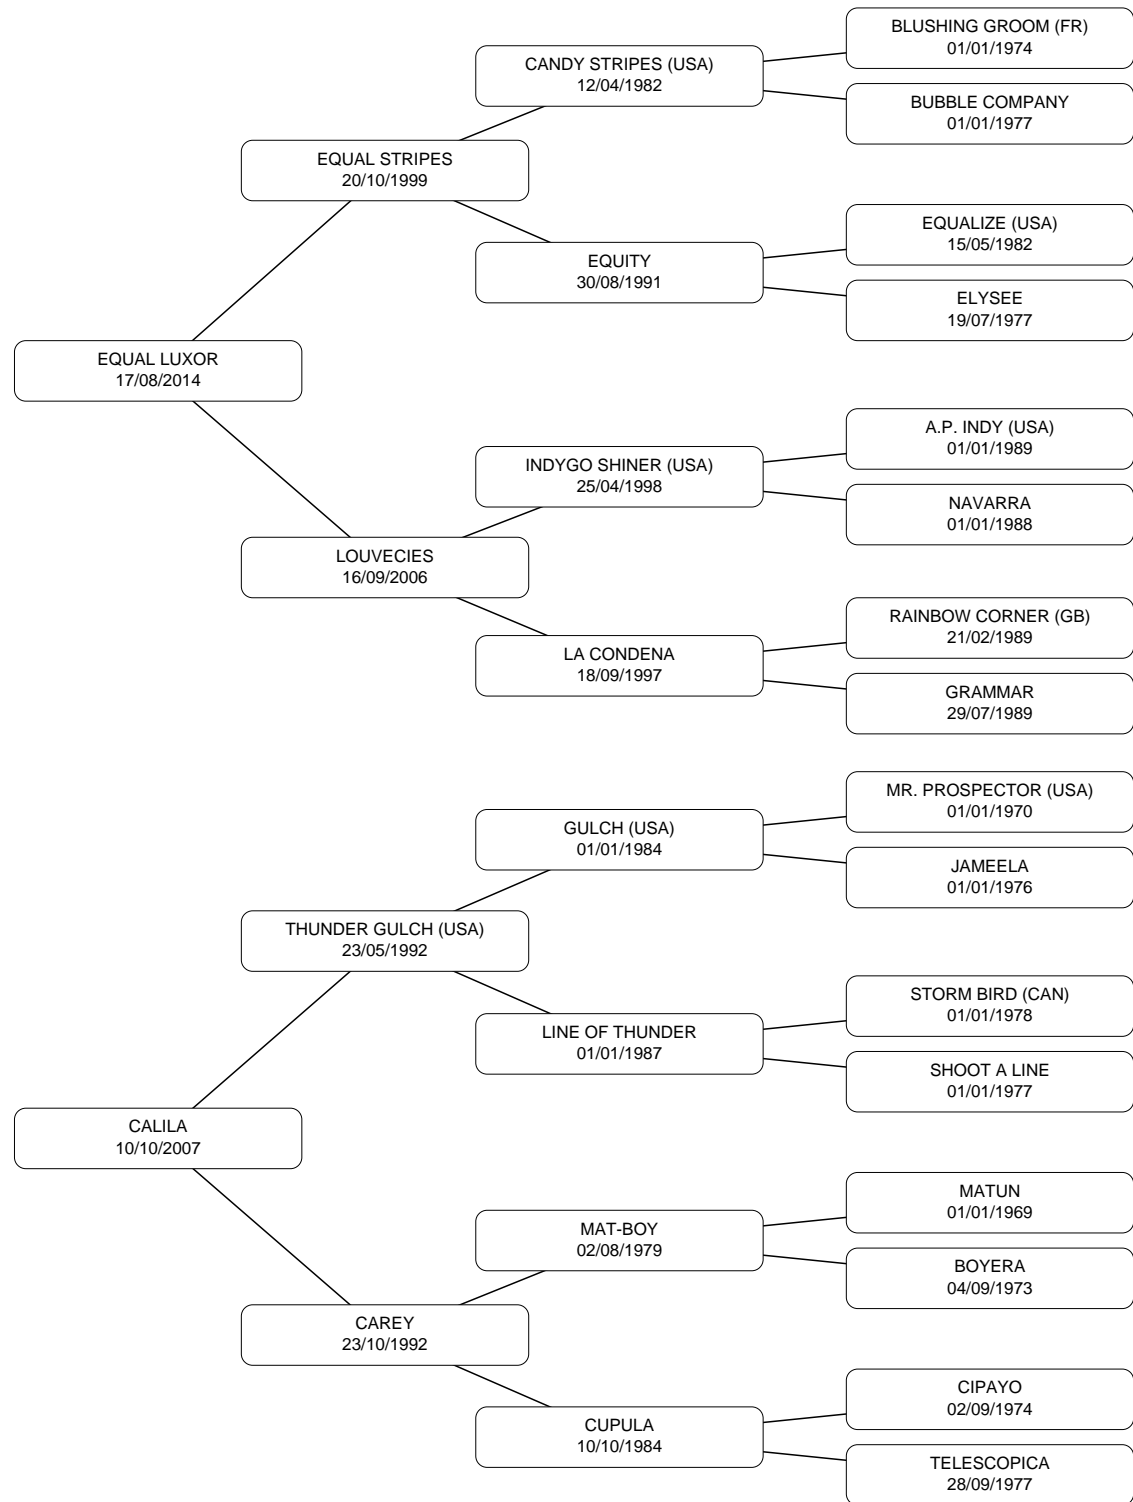 BLUSHING GROOM (FR)
01/01/1974
CANDY STRIPES (USA)
12/04/1982
BUBBLE COMPANY
01/01/1977
EQUAL STRIPES
20/10/1999
EQUALIZE (USA)
15/05/1982
EQUITY
30/08/1991
ELYSEE
19/07/1977
EQUAL LUXOR
17/08/2014
A.P. INDY (USA)
01/01/1989
INDYGO SHINER (USA)
25/04/1998
NAVARRA
01/01/1988
LOUVECIES
16/09/2006
RAINBOW CORNER (GB)
21/02/1989
LA CONDENA
18/09/1997
GRAMMAR
29/07/1989
MR. PROSPECTOR (USA)
01/01/1970
GULCH (USA)
01/01/1984
JAMEELA
01/01/1976
THUNDER GULCH (USA)
23/05/1992
STORM BIRD (CAN)
01/01/1978
LINE OF THUNDER
01/01/1987
SHOOT A LINE
01/01/1977
CALILA
10/10/2007
MATUN
01/01/1969
MAT-BOY
02/08/1979
BOYERA
04/09/1973
CAREY
23/10/1992
CIPAYO
02/09/1974
CUPULA
10/10/1984
TELESCOPICA
28/09/1977